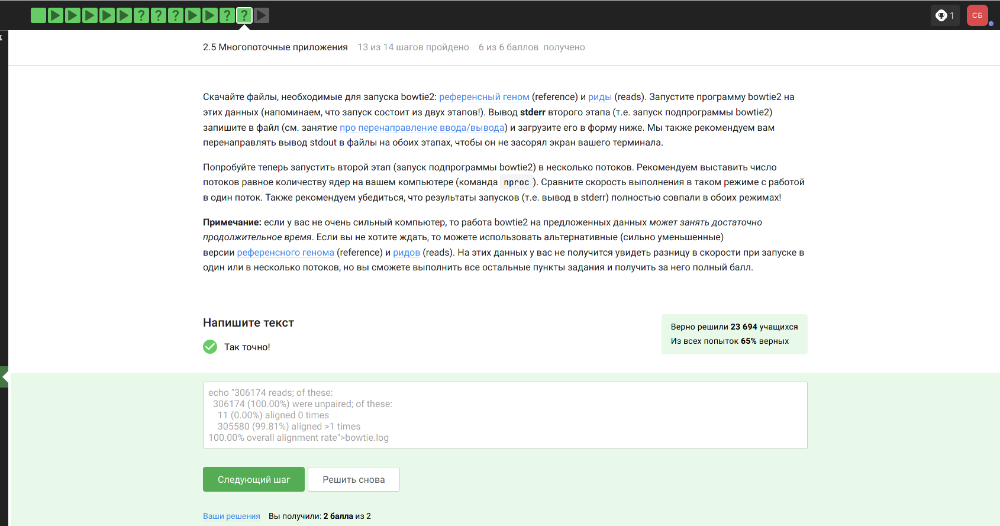 1
СБ
2.5 Многопоточные приложения 13 из 14 шагов пройдено 6 из 6 баллов получено
Скачайте файлы, необходимые для запуска bowtie2: референсный геном (reference) и риды (reads). Запустите программу bowtie2 на
этих данных (напоминаем, что запуск состоит из двух этапов!). Вывод stderr второго этапа (т.е. запуск подпрограммы bowtie2)
запишите в файл (см. занятие про перенаправление ввода/вывода) и загрузите его в форму ниже. Мы также рекомендуем вам
перенаправлять вывод stdout в файлы на обоих этапах, чтобы он не засорял экран вашего терминала.
Попробуйте теперь запустить второй этап (запуск подпрограммы bowtie2) в несколько потоков. Рекомендуем выставить число
потоков равное количеству ядер на вашем компьютере (команда nproc ). Сравните скорость выполнения в таком режиме с работой
в один поток. Также рекомендуем убедиться, что результаты запусков (т.е. вывод в stderr) полностью совпали в обоих режимах!
Примечание: если у вас не очень сильный компьютер, то работа bowtie2 на предложенных данных может занять достаточно
продолжительное время. Если вы не хотите ждать, то можете использовать альтернативные (сильно уменьшенные)
версии референсного генома (reference) и ридов (reads). На этих данных у вас не получится увидеть разницу в скорости при запуске в
один или в несколько потоков, но вы сможете выполнить все остальные пункты задания и получить за него полный балл.
Напишите текст
Верно решили 23 694 учащихся
Из всех попыток 65% верных
Так точно!
echo "306174 reads; of these:
306174 (100.00%) were unpaired; of these:
11 (0.00%) aligned 0 times
305580 (99.81%) aligned >1 times
100.00% overall alignment rate">bowtie.log
Следующий шаг Решить снова
Ваши решения Вы получили: 2 балла из 2